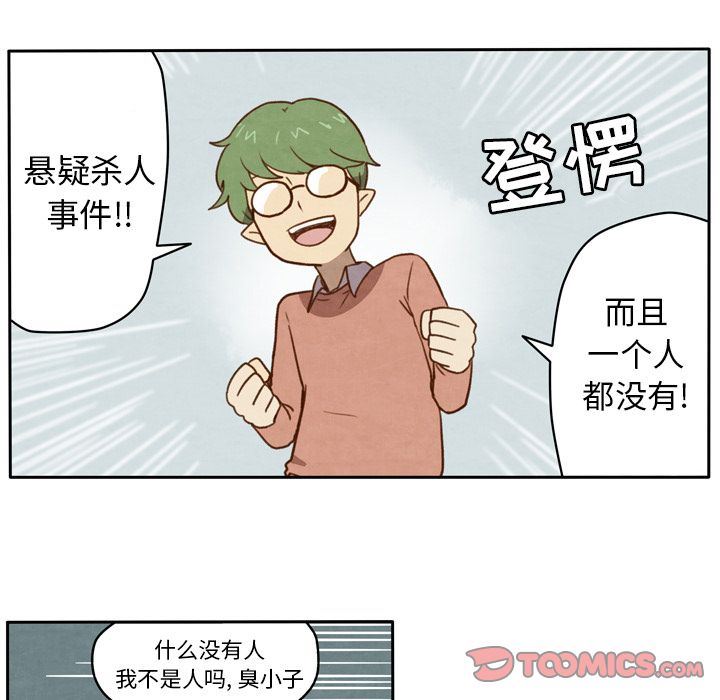 悬疑杀人
事件!!
登愣
而且
一个人
都没有!
什么没有人
我不是人吗, 臭小子
TOOMICS.COM